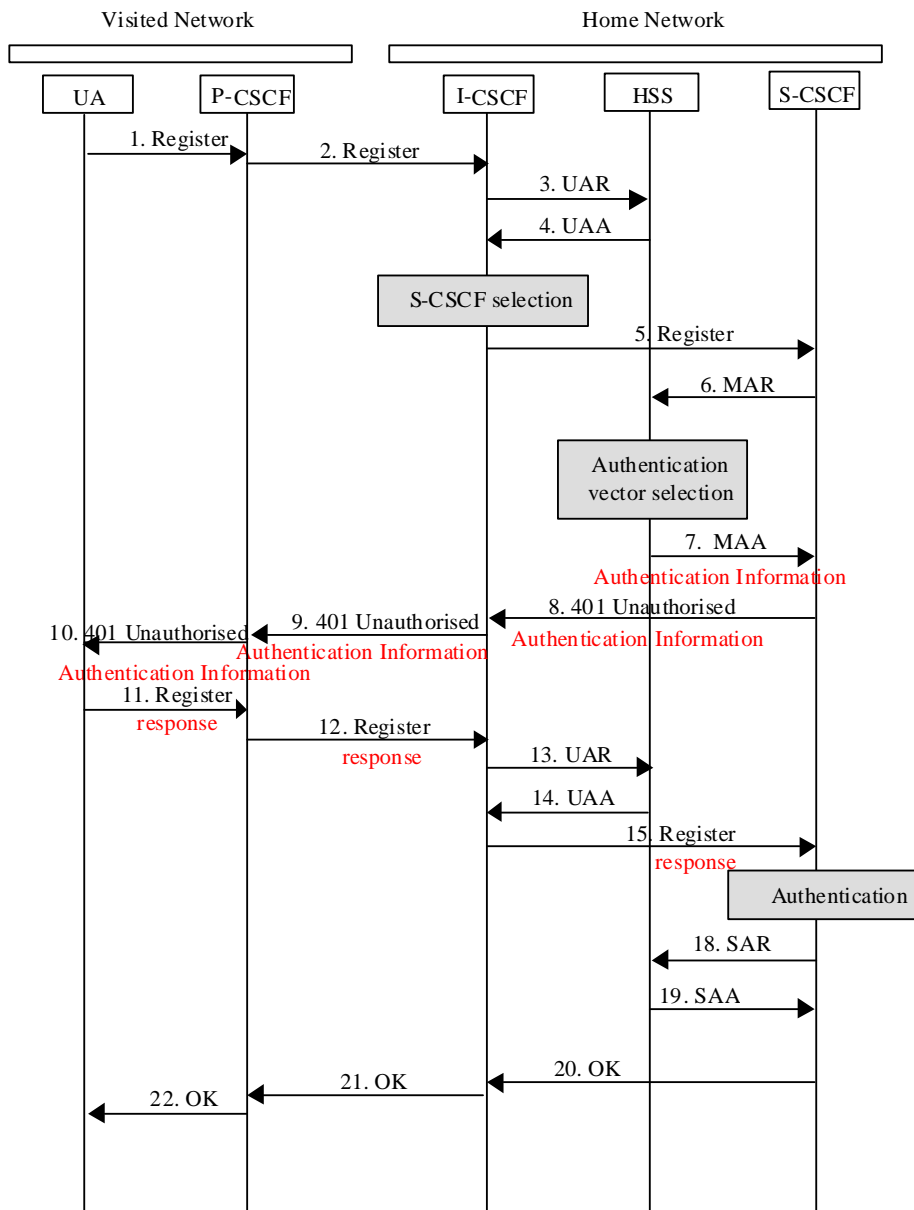 Visited Network
Home Network
UA
P-CSCF
I-CSCF
HSS
S-CSCF
1. Register
2. Register
3. UAR
4. UAA
S-CSCF selection
5. Register
6. MAR
Authentication
vector selection
7. MAA
Authentication Information
8. 401 Unauthorised
Authentication Information
9. 401 Unauthorised
Authentication Information
10. 401 Unauthorised
Authentication Information
11. Register
response
12. Register
response
13. UAR
14. UAA
15. Register
response
Authentication
18. SAR
19. SAA
20. OK
21. OK
22. OK